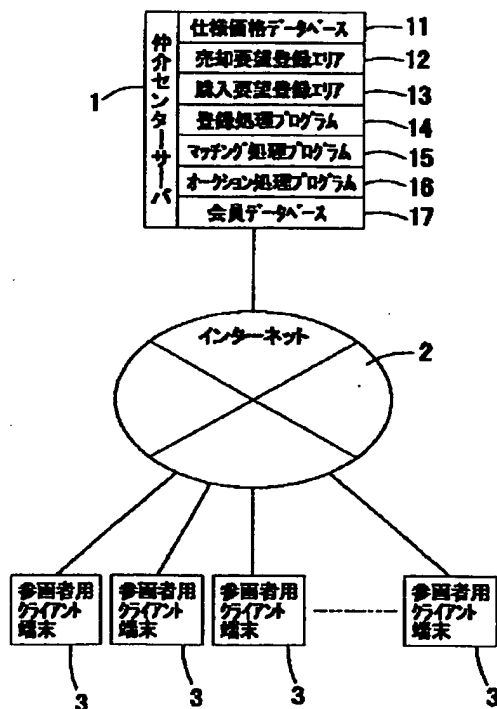 仕様価格データベース 11
売却要望登録エリア 12
購入要望登録エリア 13
登録処理プログラム 14
マッチング処理プログラム 15
オークション処理プログラム 16
会員データベース 17
1 仲介センターサーバ
インターネット
2
参画者用
クライアント
端末
3
参画者用
クライアント
端末
3
参画者用
クライアント
端末
3
参画者用
クライアント
端末
3